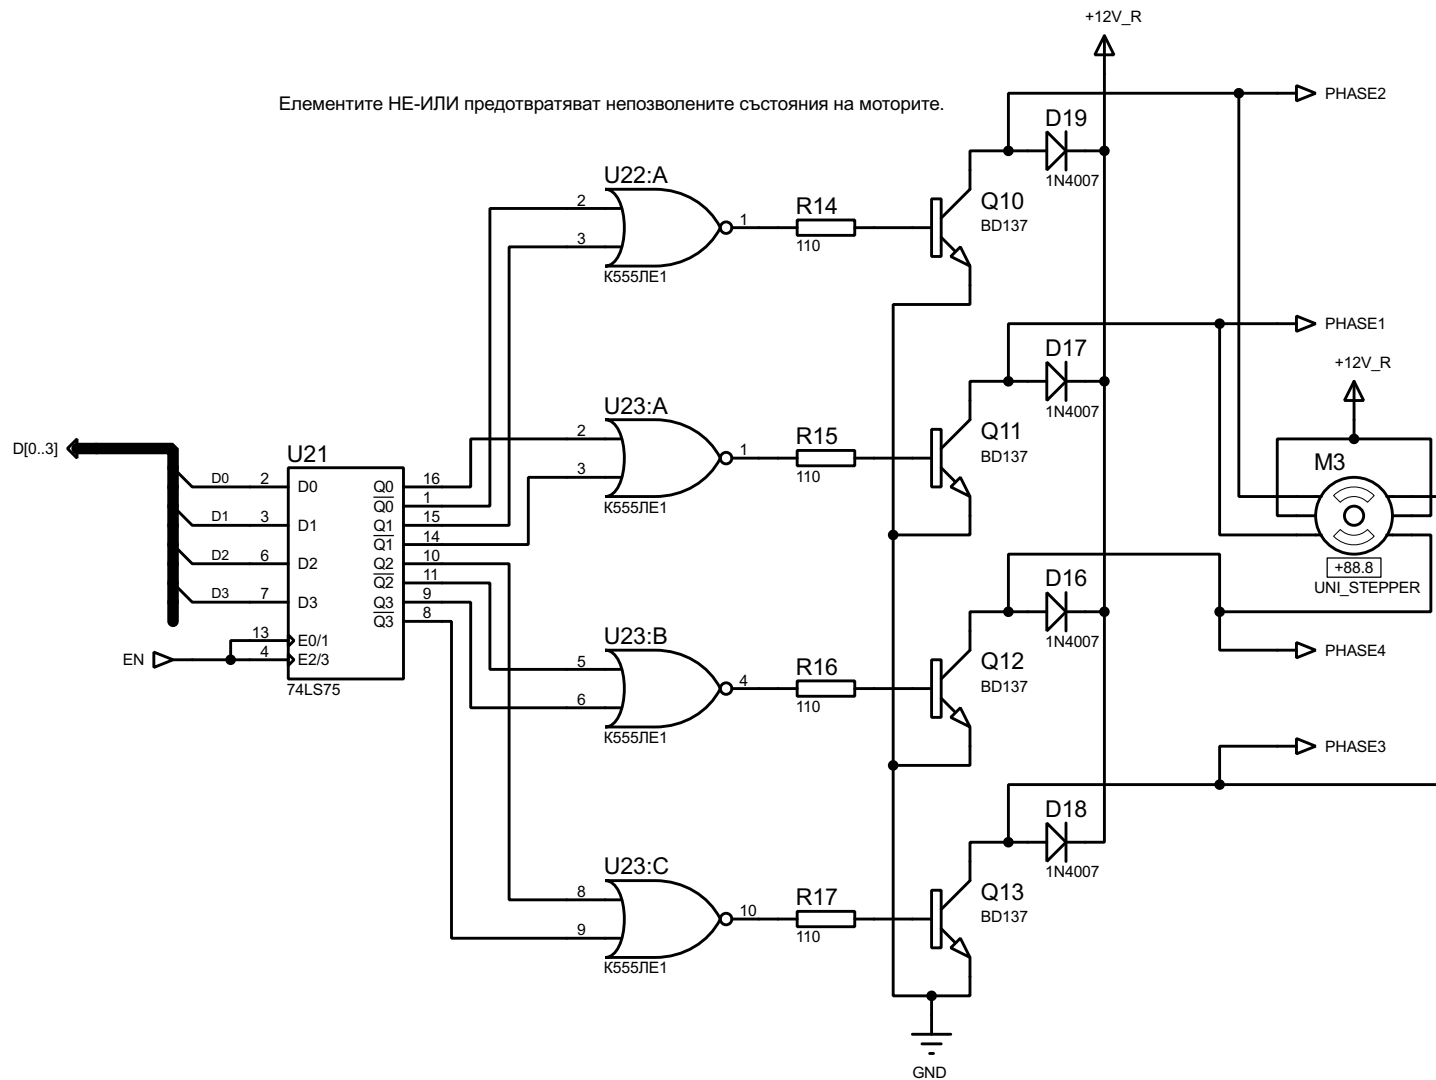 +12V_R
Елементите НЕ-ИЛИ предотвратяват непозволените състояния на моторите.
PHASE2
D19
1N4007
U22:A
2
3
1
К555ЛЕ1
R14
110
Q10
BD137
PHASE1
D17
1N4007
+12V_R
U23:A
2
3
1
К555ЛЕ1
R15
110
Q11
BD137
M3
+88.8
UNI_STEPPER
D[0..3]
U21
D0 2 D0 Q0 16
Q0 1
D1 3 D1 Q1 15
Q1 14
D2 6 D2 Q2 10
Q2 11
D3 7 D3 Q3 9
Q3 8
13 E0/1
EN 4 E2/3
74LS75
D16
1N4007
U23:B
5
6
4
К555ЛЕ1
R16
110
Q12
BD137
PHASE4
PHASE3
D18
1N4007
U23:C
8
9
10
К555ЛЕ1
R17
110
Q13
BD137
GND